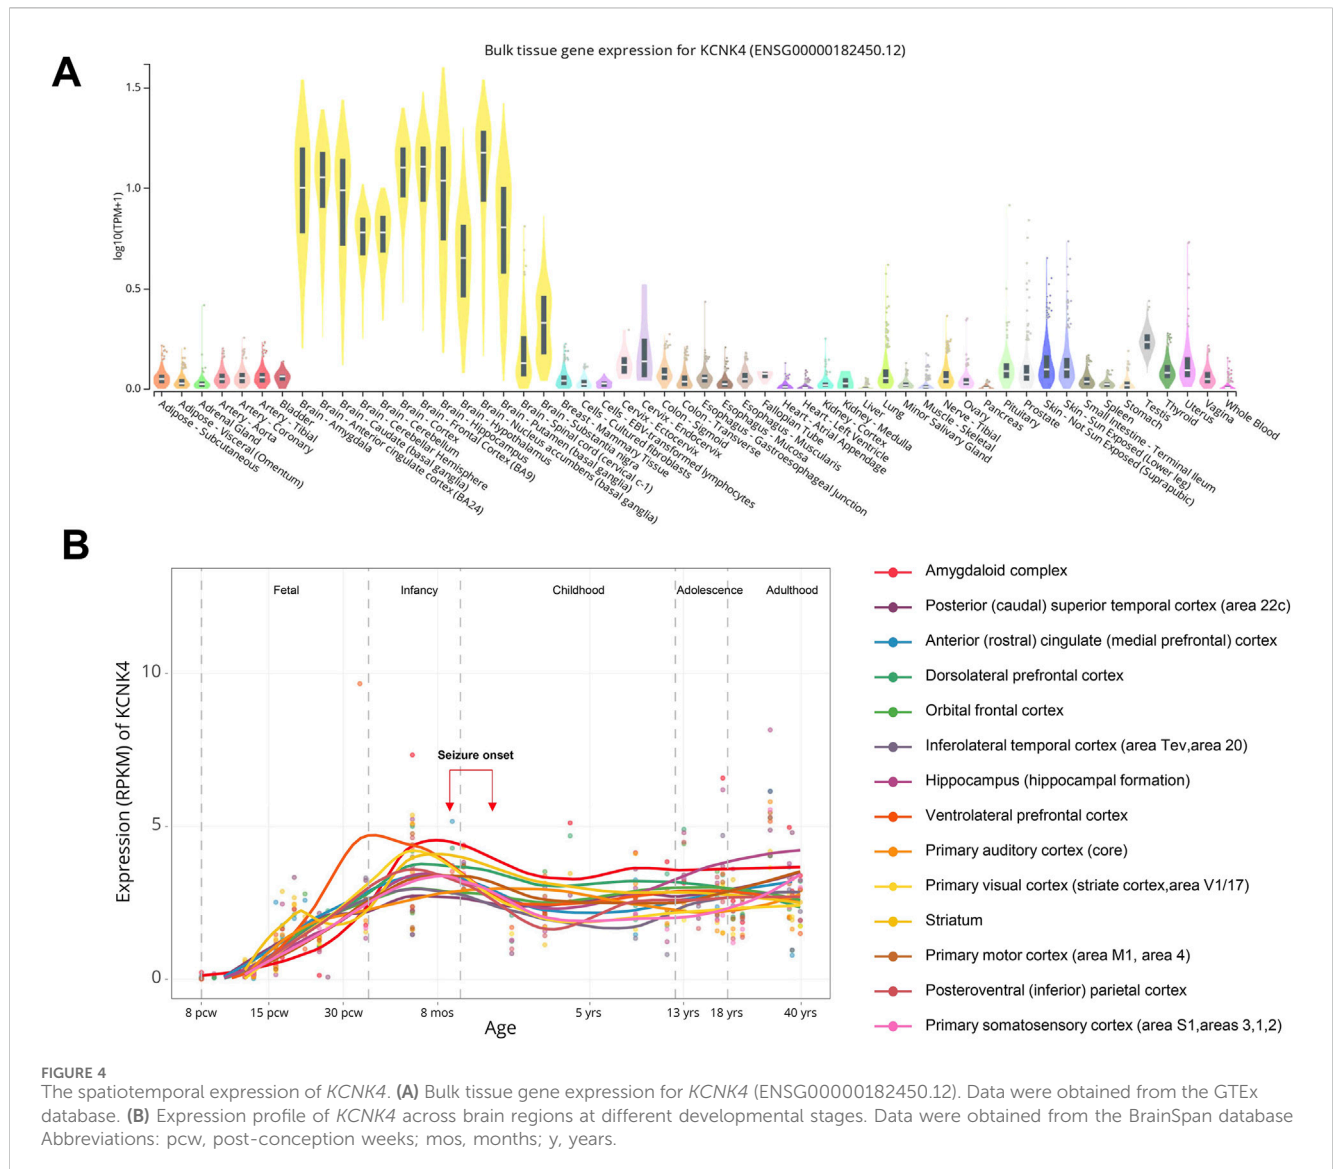 A
Bulk tissue gene expression for KCNK4 (ENSG00000182450.12)
log10(TPM+1)
1.5
1.0
0.5
0.0
Adipose - Subcutaneous
Adipose - Visceral (Omentum)
Adrenal Gland
Artery - Aorta
Artery - Coronary
Artery - Tibial
Bladder
Brain - Amygdala
Brain - Anterior cingulate cortex (BA24)
Brain - Caudate (basal ganglia)
Brain - Cerebellar Hemisphere
Brain - Cerebellum
Brain - Cortex
Brain - Frontal Cortex (BA9)
Brain - Hippocampus
Brain - Hypothalamus
Brain - Nucleus accumbens (basal ganglia)
Brain - Putamen (basal ganglia)
Brain - Spinal cord (cervical c-1)
Brain - Substantia nigra
Breast - Mammary Tissue
Cells - Cultured fibroblasts
Cells - EBV-transformed lymphocytes
Cervix - Ectocervix
Cervix - Endocervix
Colon - Sigmoid
Colon - Transverse
Esophagus - Gastroesophageal Junction
Esophagus - Mucosa
Esophagus - Muscularis
Fallopian Tube
Heart - Atrial Appendage
Heart - Left Ventricle
Kidney - Cortex
Kidney - Medulla
Liver
Lung
Minor Salivary Gland
Muscle - Skeletal
Nerve - Tibial
Ovary
Pancreas
Pituitary
Prostate
Skin - Not Sun Exposed (Suprapubic)
Skin - Sun Exposed (Lower leg)
Small Intestine - Terminal Ileum
Spleen
Stomach
Testis
Thyroid
Uterus
Vagina
Whole Blood
B
Expression (RPKM) of KCNK4
10
5
0
Fetal
Infancy
Childhood
Adolescence
Adulthood
Seizure onset
8 pcw
15 pcw
30 pcw
8 mos
5 yrs
13 yrs
18 yrs
40 yrs
Age
Amygdaloid complex
Posterior (caudal) superior temporal cortex (area 22c)
Anterior (rostral) cingulate (medial prefrontal) cortex
Dorsolateral prefrontal cortex
Orbital frontal cortex
Inferolateral temporal cortex (area Tev,area 20)
Hippocampus (hippocampal formation)
Ventrolateral prefrontal cortex
Primary auditory cortex (core)
Primary visual cortex (striate cortex,area V1/17)
Striatum
Primary motor cortex (area M1, area 4)
Posteroventral (inferior) parietal cortex
Primary somatosensory cortex (area S1,areas 3,1,2)
FIGURE 4
The spatiotemporal expression of KCNK4. (A) Bulk tissue gene expression for KCNK4 (ENSG00000182450.12). Data were obtained from the GTEx
database. (B) Expression profile of KCNK4 across brain regions at different developmental stages. Data were obtained from the BrainSpan database
Abbreviations: pcw, post-conception weeks; mos, months; y, years.